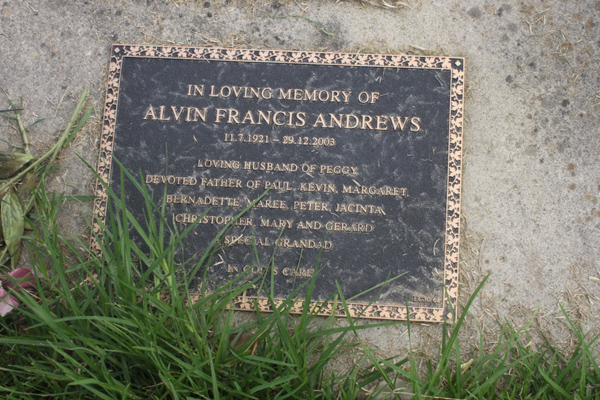 IN LOVING MEMORY OF
ALVIN FRANCIS ANDREWS
11.7.1921 – 29.12.2003
LOVING HUSBAND OF PEGGY
DEVOTED FATHER OF PAUL, KEVIN, MARGARET,
BERNADETTE, MAREE, PETER, JACINTA,
CHRISTOPHER, MARY AND GERARD
SPECIAL GRANDAD
IN GOD'S CARE